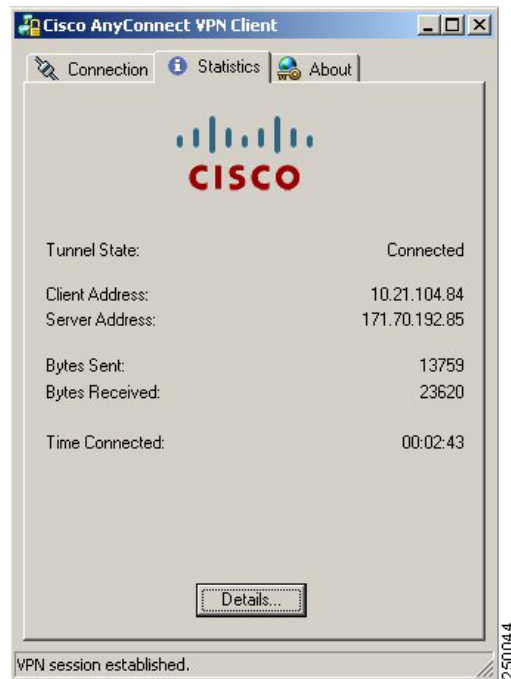 Cisco AnyConnect VPN Client
Connection Statistics About
CISCO
Tunnel State: Connected
Client Address: 10.21.104.84
Server Address: 171.70.192.85
Bytes Sent: 13759
Bytes Received: 23620
Time Connected: 00:02:43
Details...
VPN session established.
250044